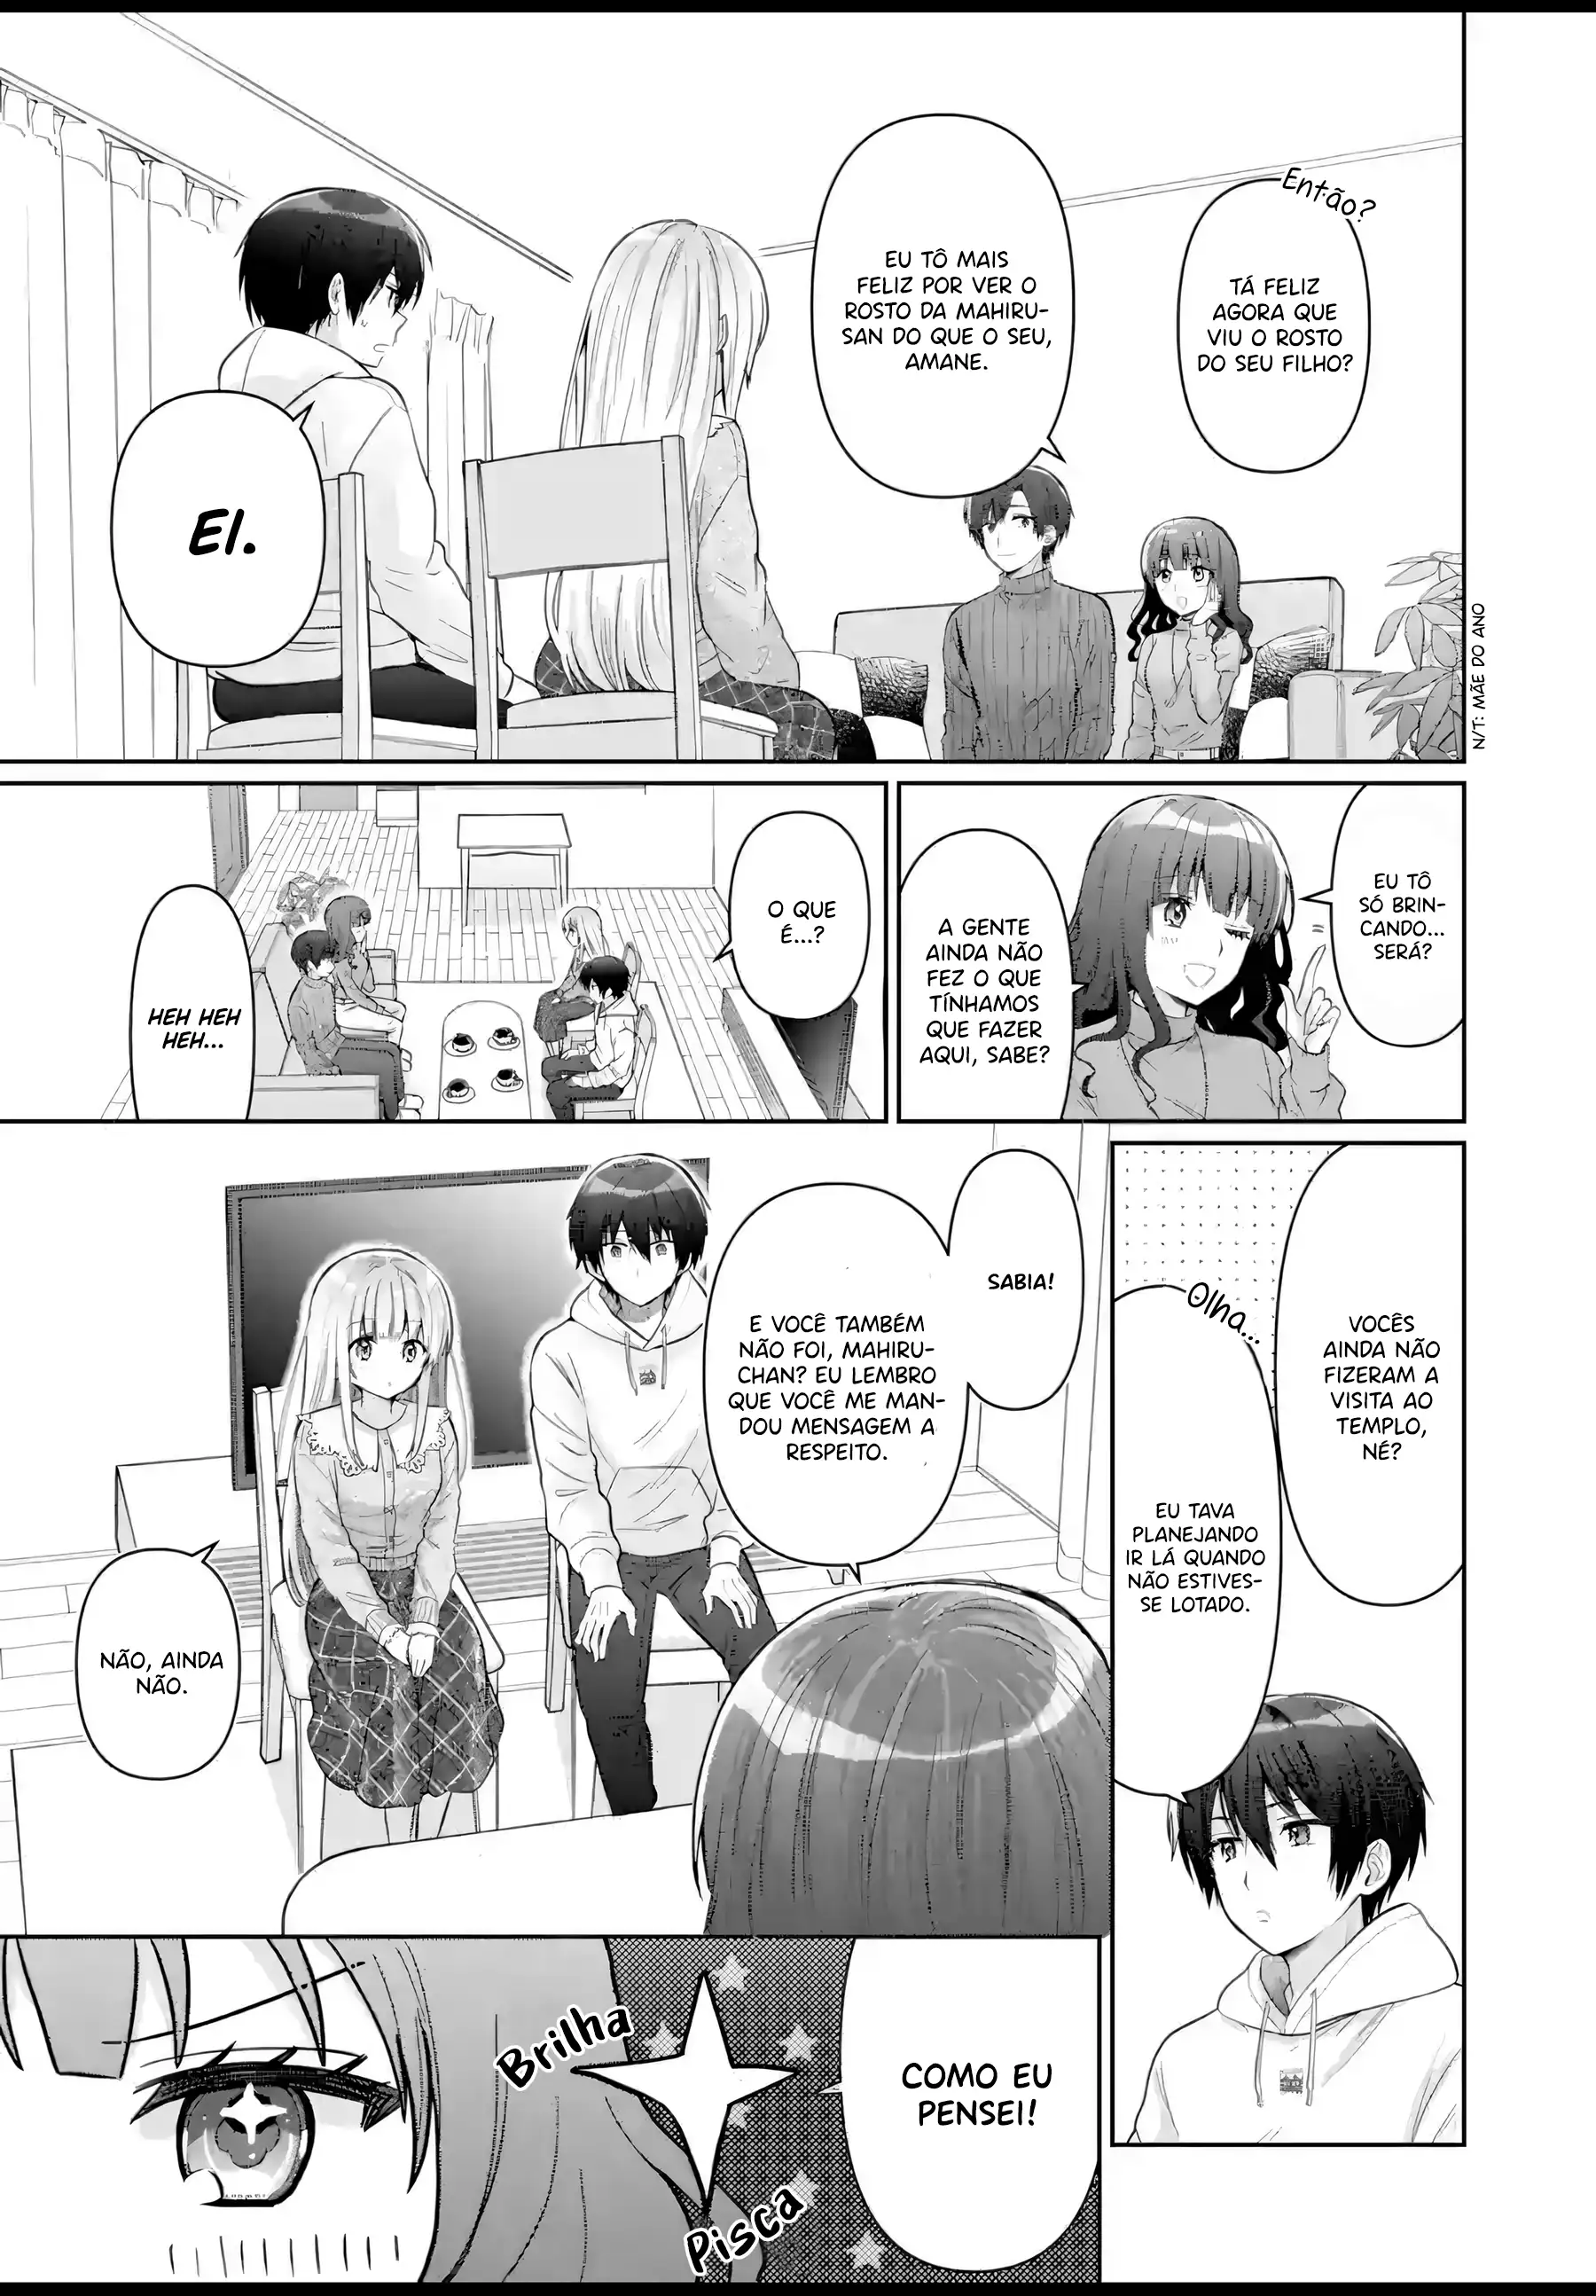 Então?
TÁ FELIZ
AGORA QUE
VIU O ROSTO
DO SEU FILHO?
EU TÔ MAIS
FELIZ POR VER O
ROSTO DA MAHIRU-
SAN DO QUE O SEU,
AMANE.
EI.
N/T: MÃE DO ANO
EU TÔ
SÓ BRIN-
CANDO...
SERÁ?
A GENTE
AINDA NÃO
FEZ O QUE
TÍNHAMOS
QUE FAZER
AQUI, SABE?
O QUE
É...?
HEH HEH
HEH...
VOCÊS
AINDA NÃO
FIZERAM A
VISITA AO
TEMPLO,
NÉ?
Olha...
EU TAVA
PLANEJANDO
IR LÁ QUANDO
NÃO ESTIVES-
SE LOTADO.
SABIA!
E VOCÊ TAMBÉM
NÃO FOI, MAHIRU-
CHAN? EU LEMBRO
QUE VOCÊ ME MAN-
DOU MENSAGEM A
RESPEITO.
NÃO, AINDA
NÃO.
COMO EU
PENSEI!
Brilha
Pisca